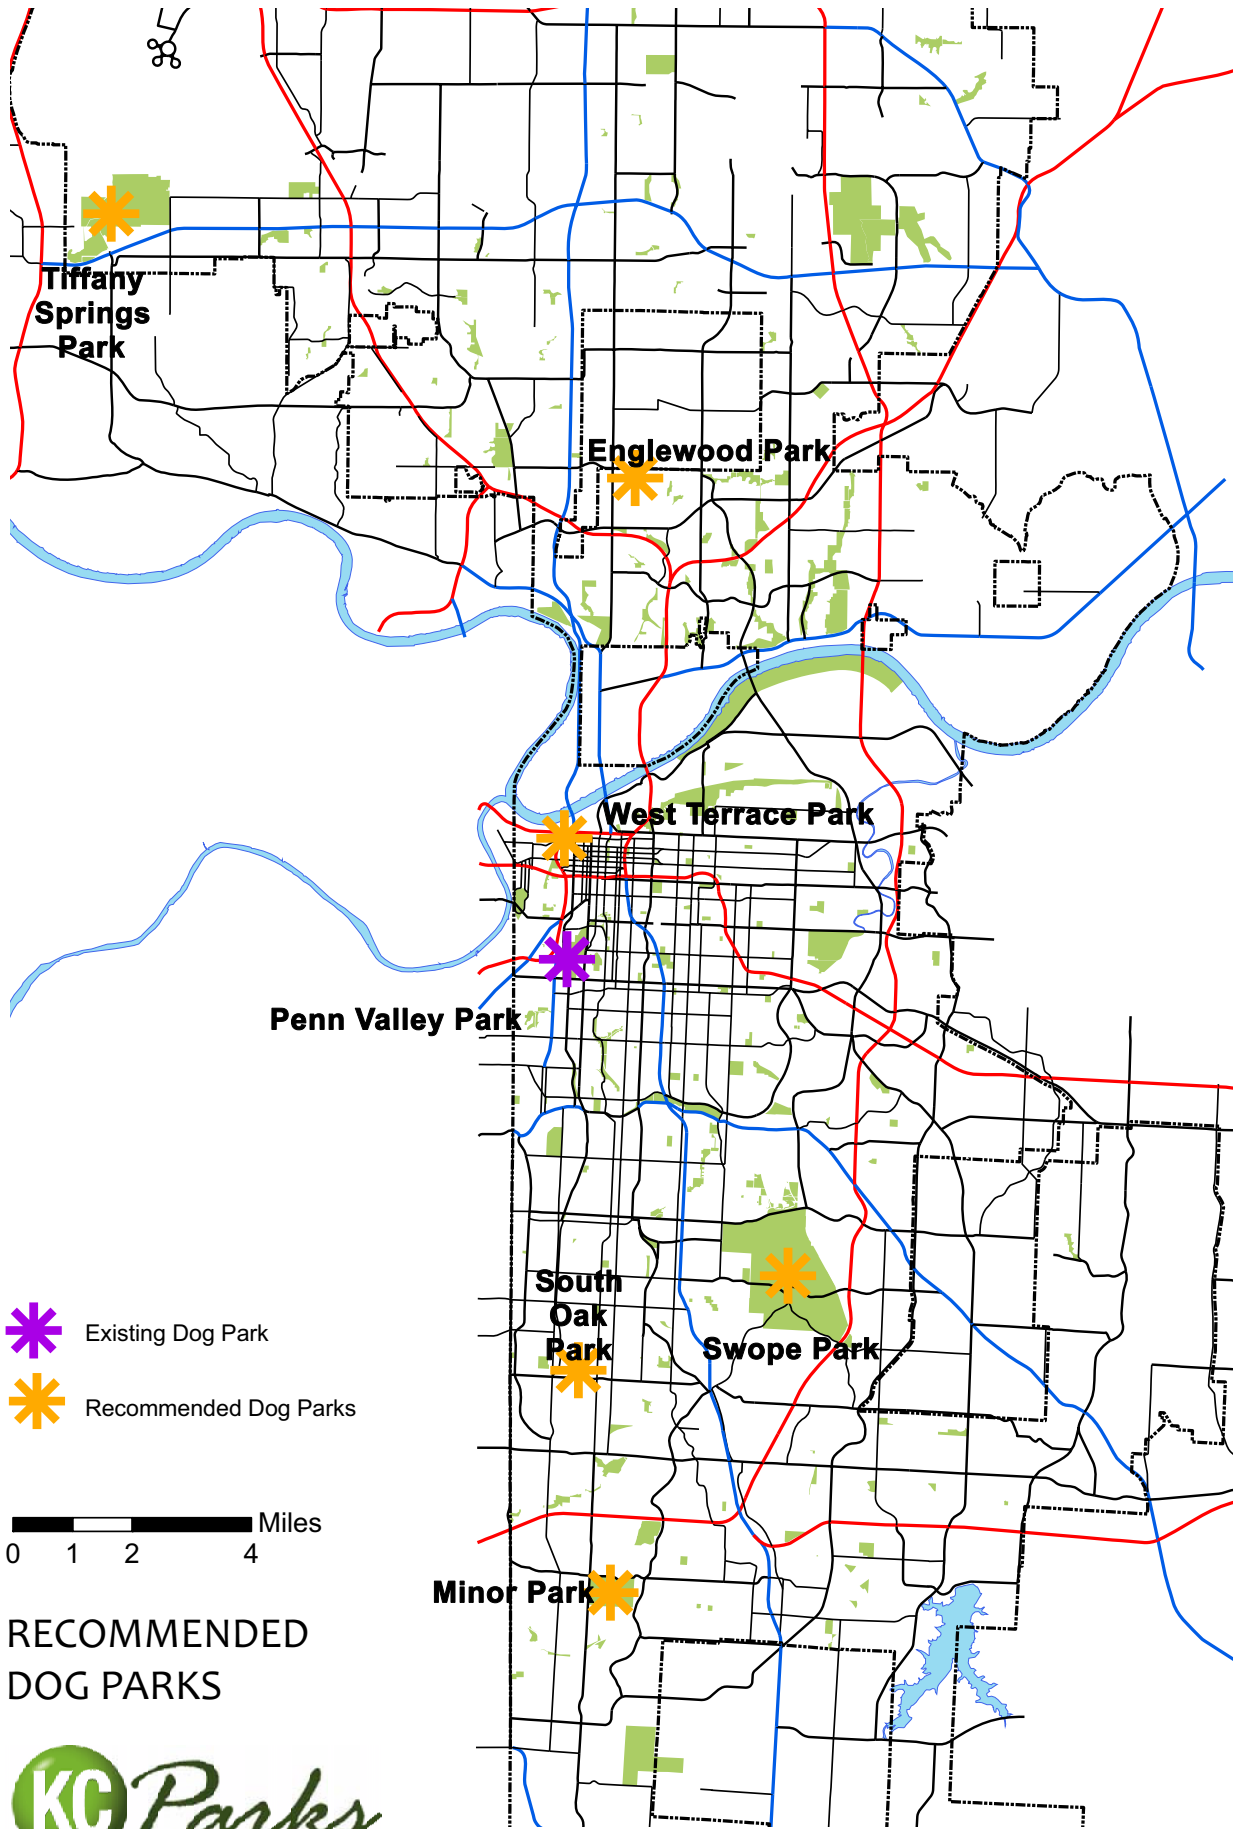 Tiffany
Springs
Park
Englewood Park
West Terrace Park
Penn Valley Park
South
Oak
Park
Swope Park
Existing Dog Park
Recommended Dog Parks
Miles
0 1 2 4
Minor Park
RECOMMENDED
DOG PARKS
KC Parks